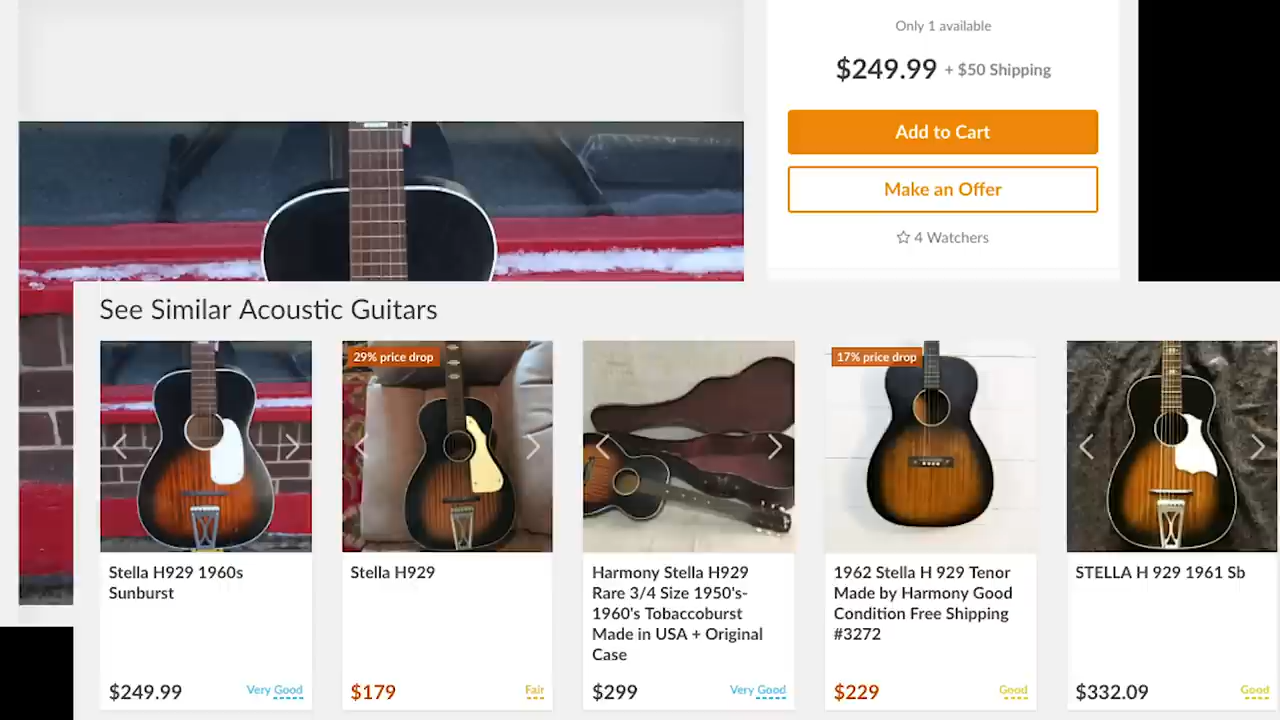 Only 1 available
$249.99 + $50 Shipping
Add to Cart
Make an Offer
4 Watchers
See Similar Acoustic Guitars
29% price drop
17% price drop
Stella H929 1960s
Sunburst
$249.99
Very Good
Stella H929
$179
Fair
Harmony Stella H929
Rare 3/4 Size 1950's-
1960's Tobaccoburst
Made in USA + Original
Case
$299
Very Good
1962 Stella H 929 Tenor
Made by Harmony Good
Condition Free Shipping
#3272
$229
Good
STELLA H 929 1961 Sb
$332.09
Good